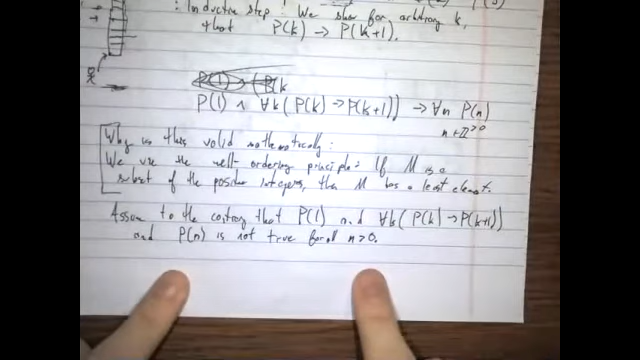 : Inductive step : We show for arbitrary k,
that P(k) → P(k+1).
P(1) ∧ ∀k( P(k) → P(k+1)) → ∀n P(n)
n ∈ ℤ>0
Why is this valid mathematically:
We use the well ordering principle: If M is a
subset of the positive integers, then M has a least element.
Assume to the contrary that P(1) and ∀k( P(k) → P(k+1))
and P(n) is not true for all n>0.